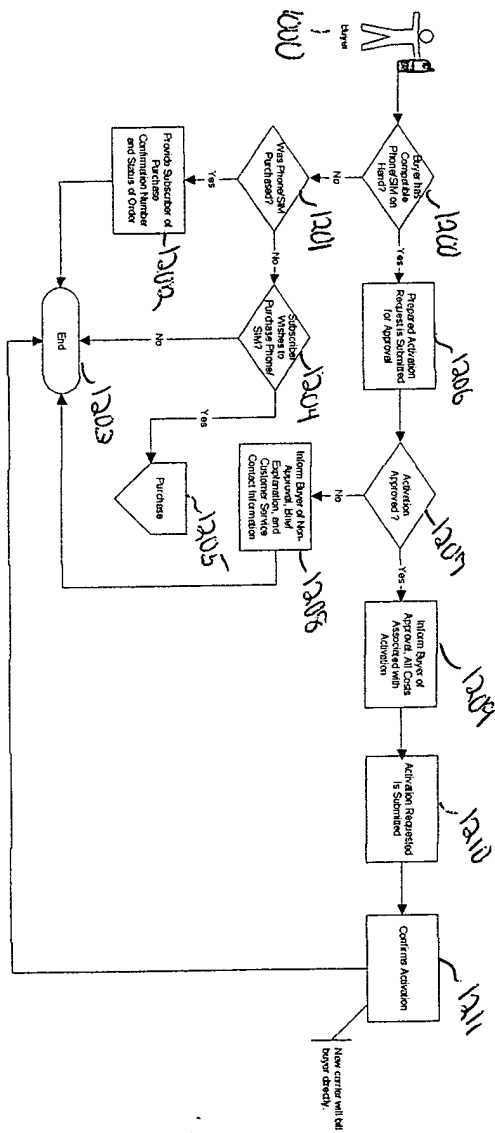 Buyer
1000
Buyer has
Compatible
Phone/SIM on
Hand?
1200
Yes
No
Prepared Activation
Request is Submitted
for Approval
1206
Activation
Approved?
1207
Yes
No
Inform Buyer of
Approval, All Costs
Associated with
Activation
1209
Activation Requested
Is Submitted
1210
Confirms Activation
1211
Now carrier will bill
buyer directly.
Was Phone/SIM
Purchased?
1201
Yes
No
Subscriber
Wishes to
Purchase Phone/
SIM?
1204
No
Yes
Inform Buyer of Non-
Approval, Brief
Explanation, and
Customer Service
Contact Information
1208
Provide Subscriber of
Purchase
Confirmation Number
and Status of Order
1202
End
1203
Purchase
1205